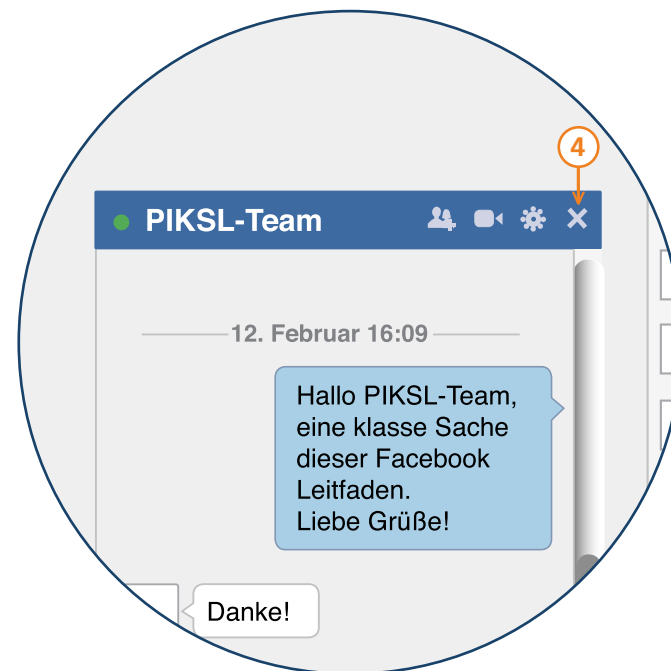 4
PIKSL-Team
12. Februar 16:09
Hallo PIKSL-Team,
eine klasse Sache
dieser Facebook
Leitfaden.
Liebe Grüße!
Danke!